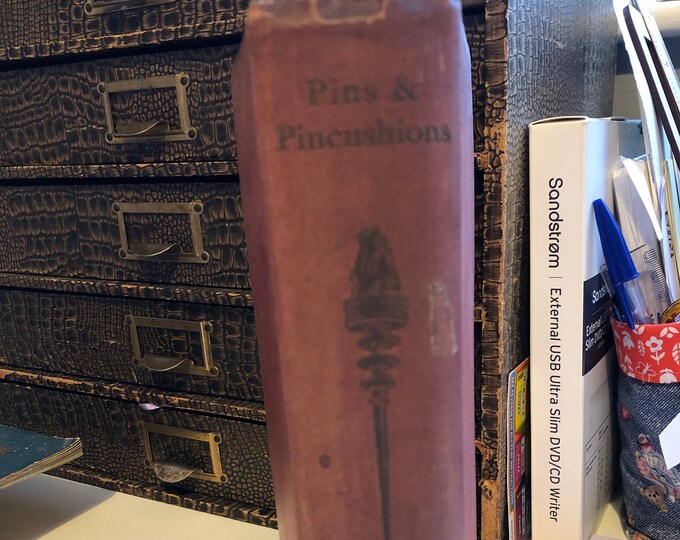 Pins &
Pincushions
Sandstrøm | External USB Ultra Slim DVD/CD Writer